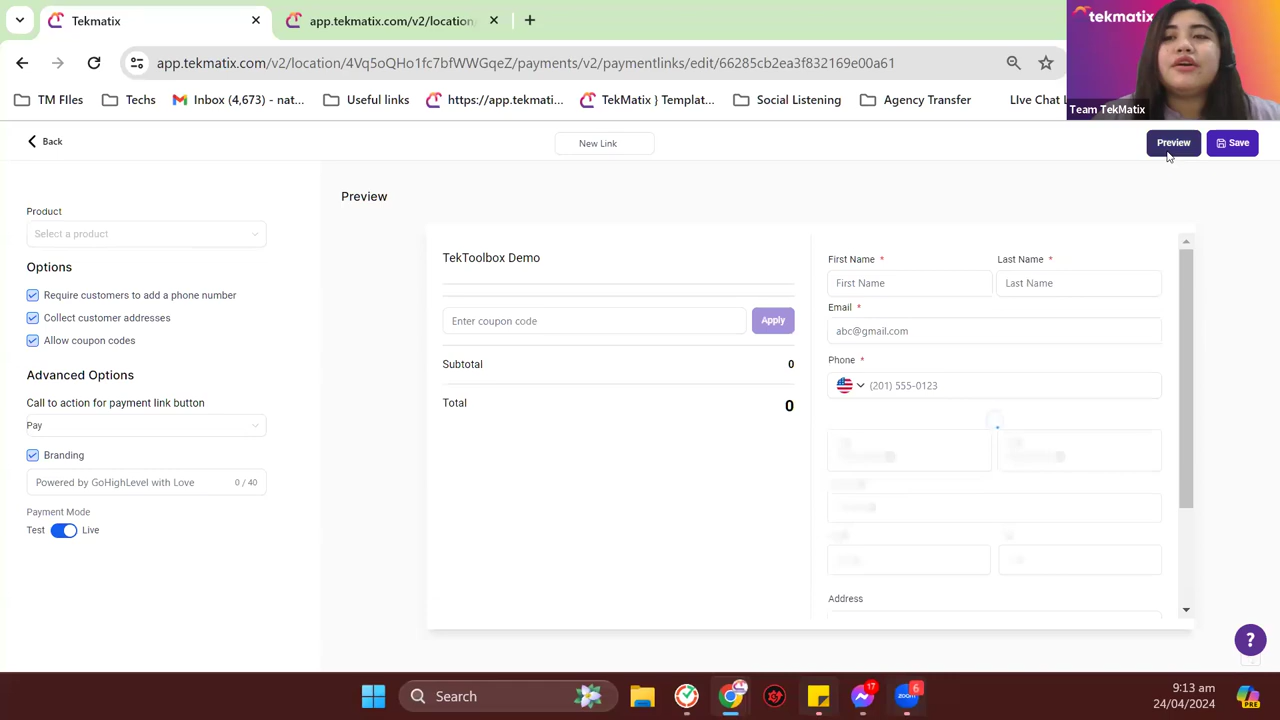 Tekmatix
app.tekmatix.com/v2/location/
tekmatix
app.tekmatix.com/v2/location/4Vq5oQHo1fc7bfWWGqeZ/payments/v2/paymentlinks/edit/66285cb2ea3f832169e00a61
TM FIles
Techs
Inbox (4,673) - nat...
Useful links
https://app.tekmati...
TekMatix } Templat...
Social Listening
Agency Transfer
LIve Chat
Team TekMatix
Back
New Link
Preview
Save
Product
Select a product
Options
Require customers to add a phone number
Collect customer addresses
Allow coupon codes
Advanced Options
Call to action for payment link button
Pay
Branding
Powered by GoHighLevel with Love 0 / 40
Payment Mode
Test Live
Preview
TekToolbox Demo
Enter coupon code
Apply
Subtotal 0
Total 0
First Name * Last Name *
First Name Last Name
Email *
abc@gmail.com
Phone *
(201) 555-0123
Address
?
Search
17
6
zoom
PRE
9:13 am
24/04/2024